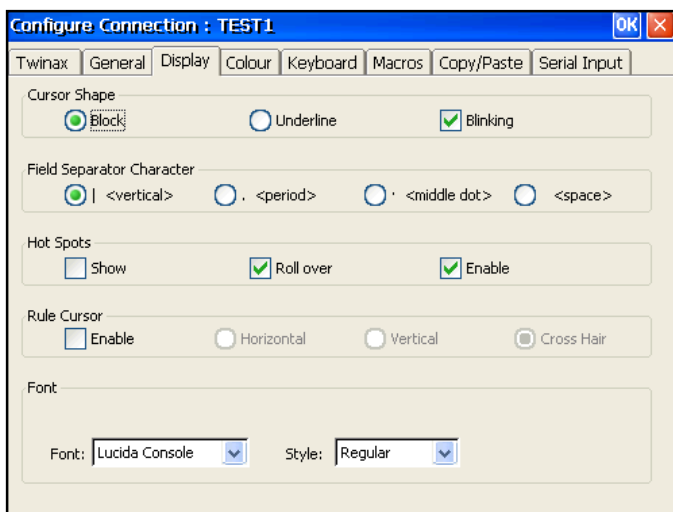 Configure Connection : TEST1 OK
Twinax General Display Colour Keyboard Macros Copy/Paste Serial Input
Cursor Shape
Block Underline Blinking
Field Separator Character
| <vertical> . <period> · <middle dot> <space>
Hot Spots
Show Roll over Enable
Rule Cursor
Enable Horizontal Vertical Cross Hair
Font
Font: Lucida Console Style: Regular